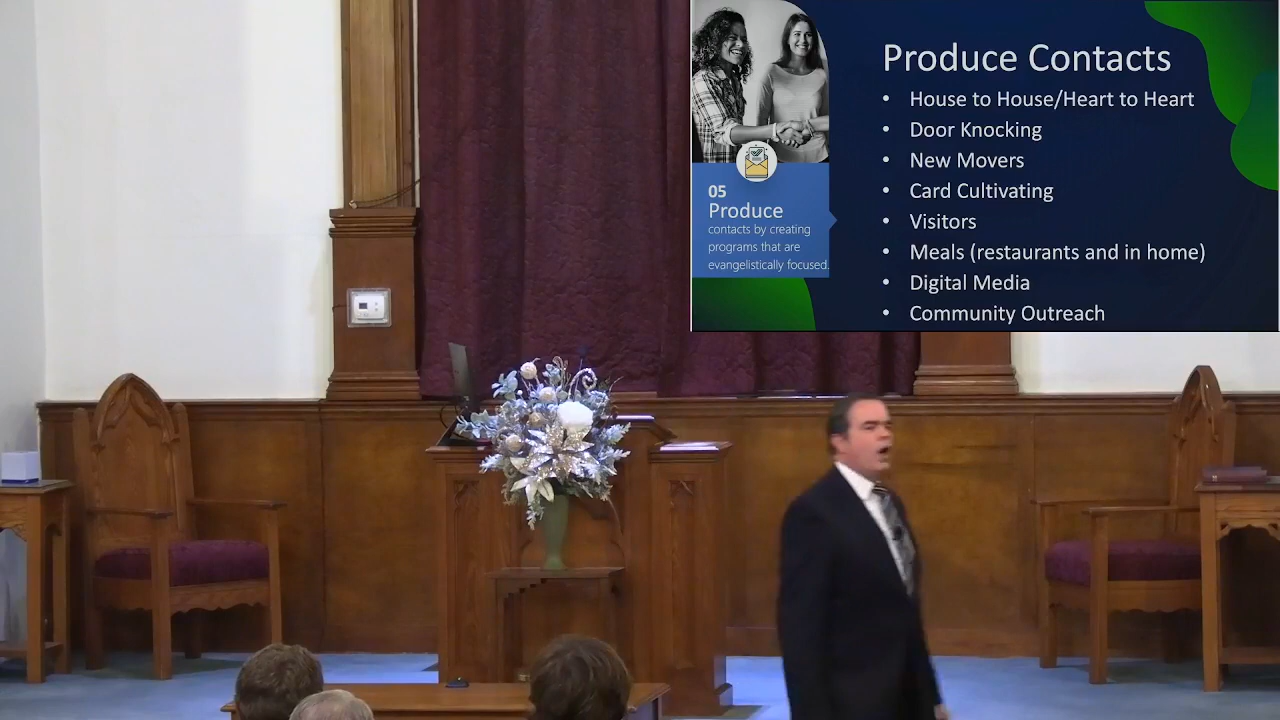 05
Produce
contacts by creating
programs that are
evangelistically focused.
Produce Contacts
• House to House/Heart to Heart
• Door Knocking
• New Movers
• Card Cultivating
• Visitors
• Meals (restaurants and in home)
• Digital Media
• Community Outreach